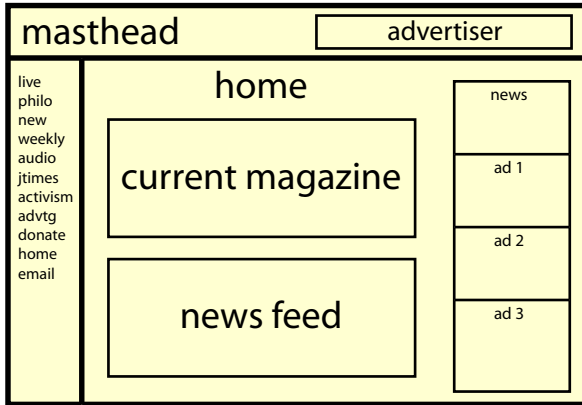 masthead
advertiser
live
philo
new
weekly
audio
jtimes
activism
advtg
donate
home
email
home
current magazine
news feed
news
ad 1
ad 2
ad 3